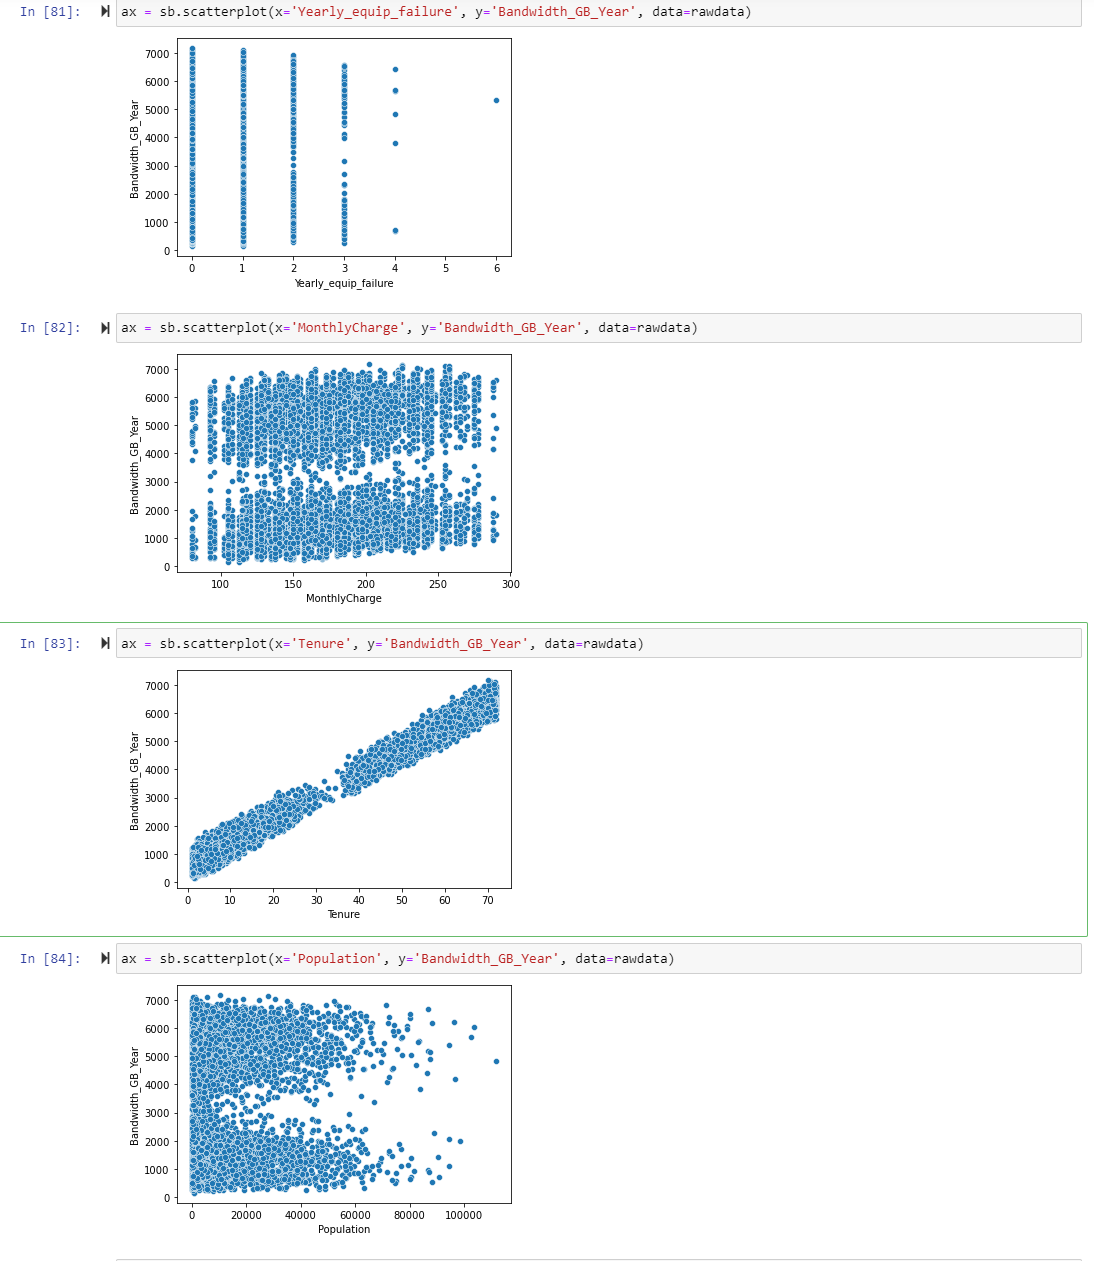 In [81]: ax = sb.scatterplot(x='Yearly_equip_failure', y='Bandwidth_GB_Year', data=rawdata)
7000
6000
5000
4000
3000
2000
1000
0
Bandwidth_GB_Year
0 1 2 3 4 5 6
Yearly_equip_failure
In [82]: ax = sb.scatterplot(x='MonthlyCharge', y='Bandwidth_GB_Year', data=rawdata)
7000
6000
5000
4000
3000
2000
1000
0
Bandwidth_GB_Year
100 150 200 250 300
MonthlyCharge
In [83]: ax = sb.scatterplot(x='Tenure', y='Bandwidth_GB_Year', data=rawdata)
7000
6000
5000
4000
3000
2000
1000
0
Bandwidth_GB_Year
0 10 20 30 40 50 60 70
Tenure
In [84]: ax = sb.scatterplot(x='Population', y='Bandwidth_GB_Year', data=rawdata)
7000
6000
5000
4000
3000
2000
1000
0
Bandwidth_GB_Year
0 20000 40000 60000 80000 100000
Population